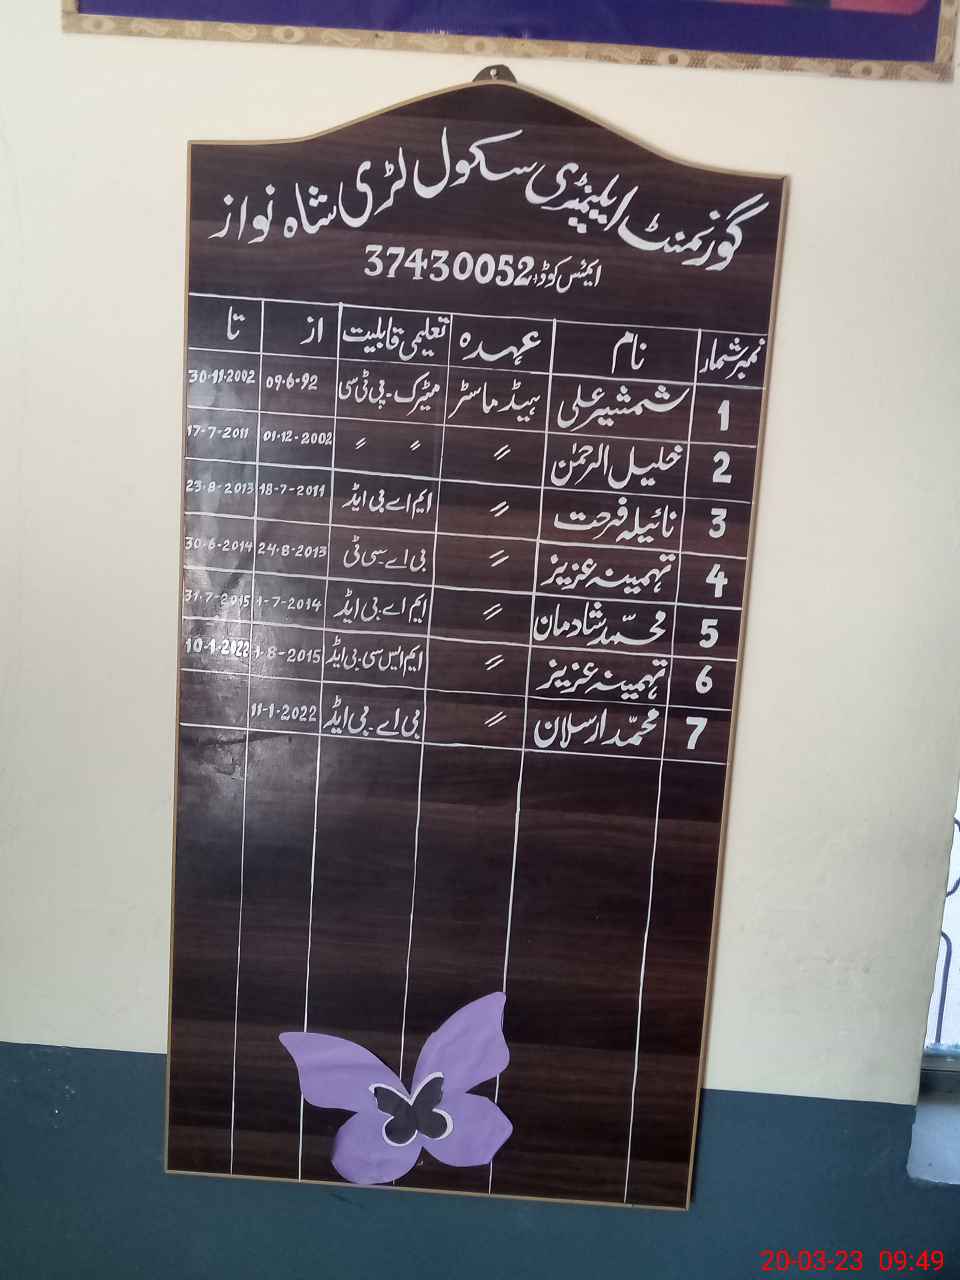 گورنمنٹ ایلیمنٹری سکول لڑی شاہ نواز
ایمس کوڈ: 37430052
نمبر شمار نام عہدہ تعلیمی قابلیت از تا
1 شمشیر علی ہیڈ ماسٹر میٹرک-پی ٹی سی 09-6-92 30-11-2002
2 خلیل الرحمٰن 〃 〃 〃 01-12-2002 17-7-2011
3 نائیلہ فرحت 〃 ایم اے بی ایڈ 18-7-2011 23-8-2013
4 تہمینہ عزیز 〃 بی اے-سی ٹی 24-8-2013 30-6-2014
5 محمّد شادمان 〃 ایم اے-بی ایڈ 1-7-2014 31-7-2015
6 تہمینہ عزیز 〃 ایم ایس سی-بی ایڈ 1-8-2015 10-1-2022
7 محمّد ارسلان 〃 بی اے-بی ایڈ 11-1-2022
20-03-23 09:49